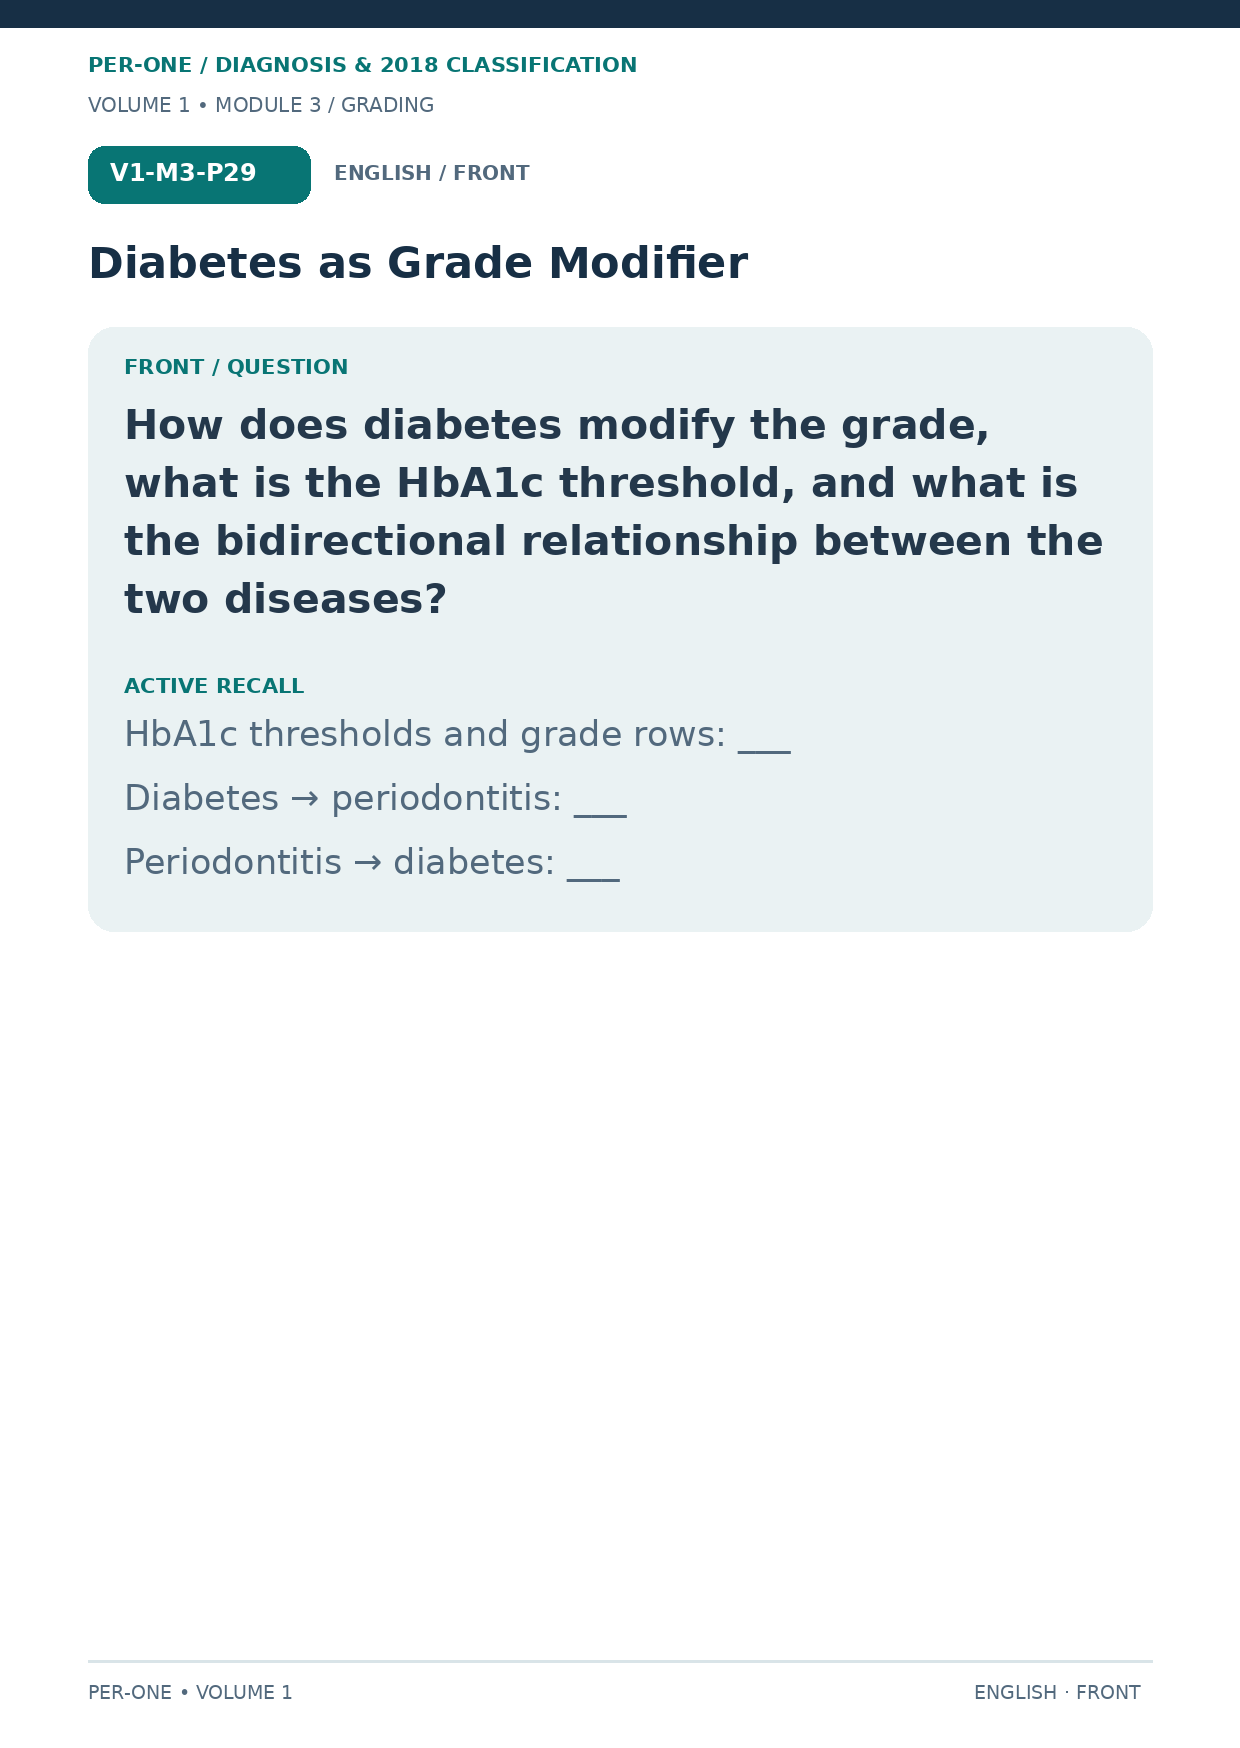 PER-ONE / DIAGNOSIS & 2018 CLASSIFICATION
VOLUME 1 • MODULE 3 / GRADING
V1-M3-P29
ENGLISH / FRONT
Diabetes as Grade Modifier
FRONT / QUESTION
How does diabetes modify the grade,
what is the HbA1c threshold, and what is
the bidirectional relationship between the
two diseases?
ACTIVE RECALL
HbA1c thresholds and grade rows: ___
Diabetes → periodontitis: ___
Periodontitis → diabetes: ___
PER-ONE • VOLUME 1
ENGLISH · FRONT